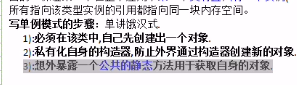 所有指向该类型实例的引用都指向同一块内存空间。
写单例模式的步骤:单讲饿汉式.
1):必须在该类中,自己先创建出一个对象.
2):私有化自身的构造器,防止外界通过构造器创建新的对象.
3):想外暴露一个公共的静态方法用于获取自身的对象.